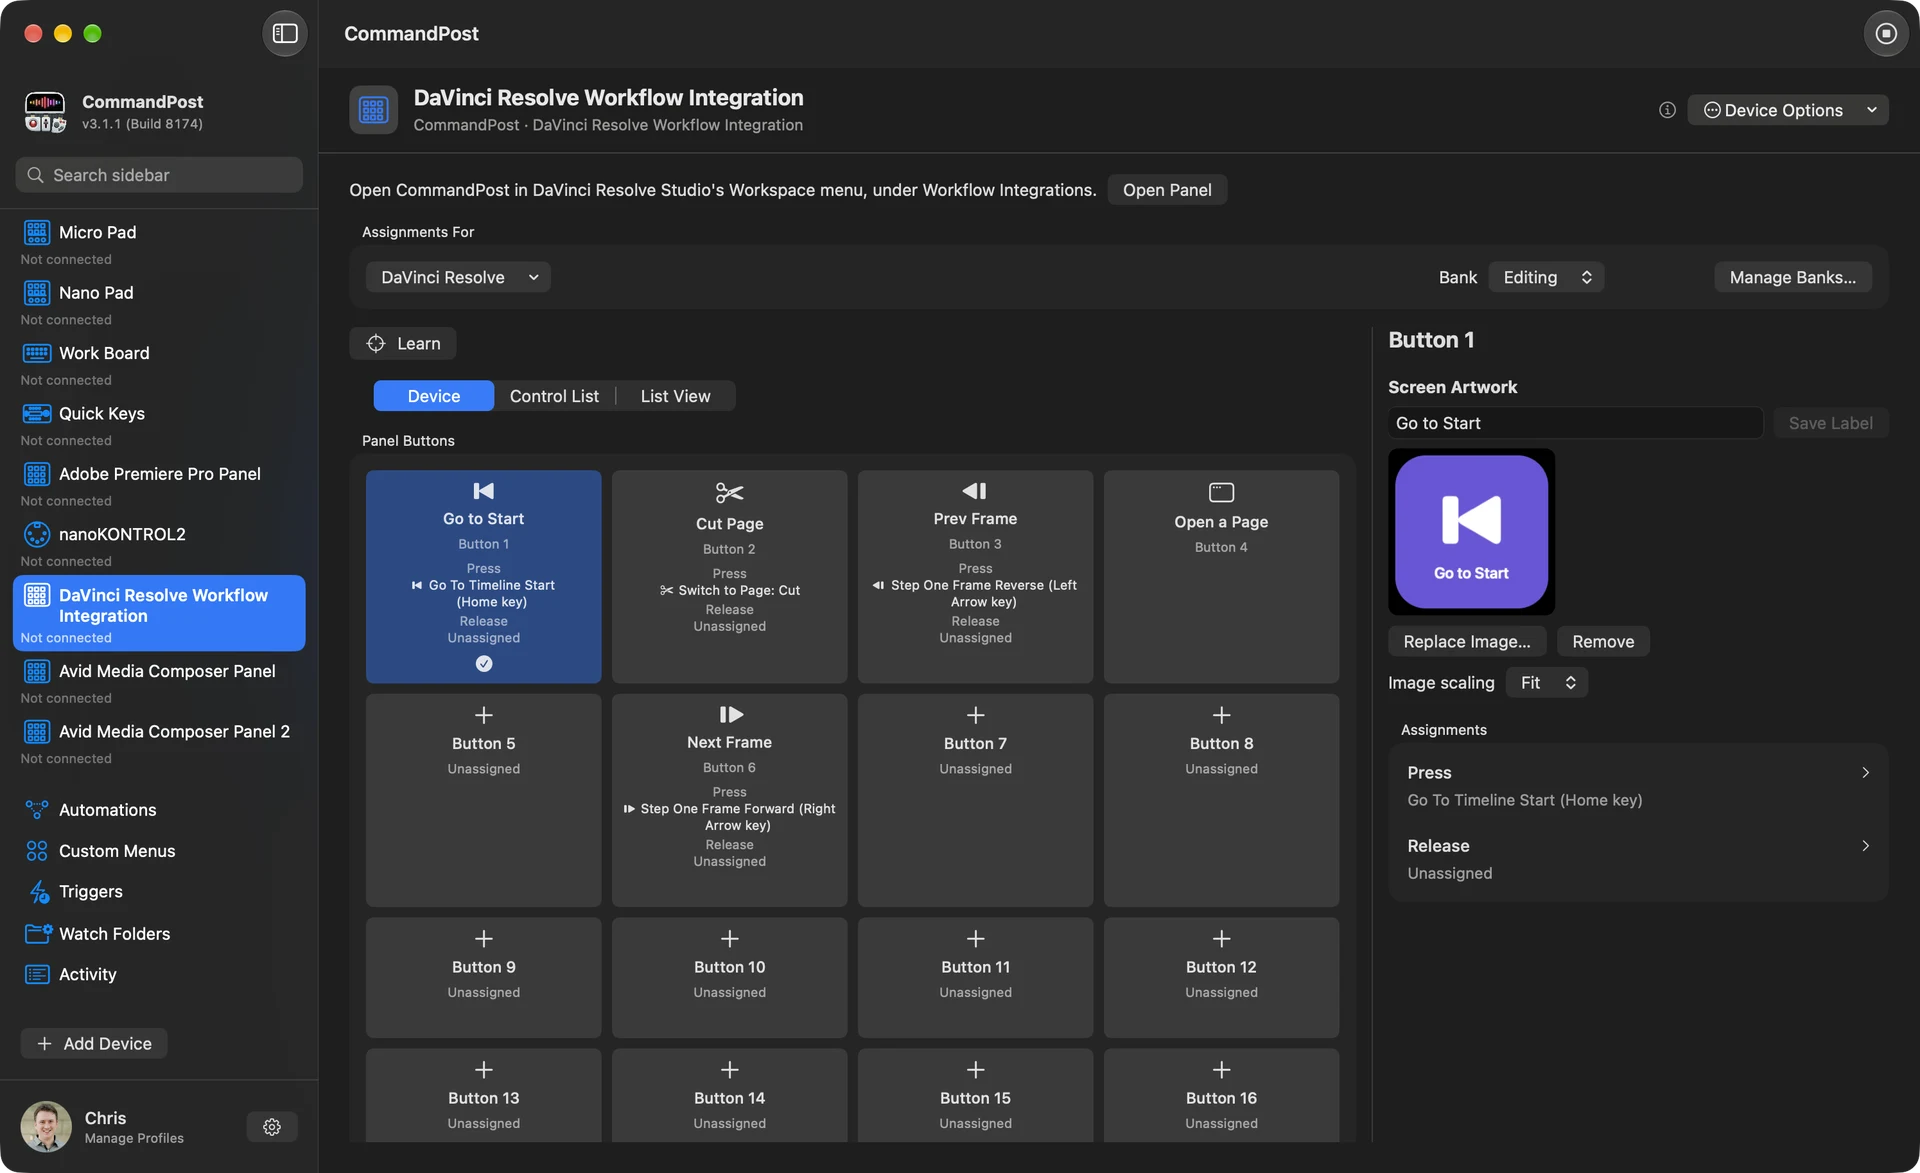 CommandPost
CommandPost
v3.1.1 (Build 8174)
Search sidebar
Micro Pad
Not connected
Nano Pad
Not connected
Work Board
Not connected
Quick Keys
Not connected
Adobe Premiere Pro Panel
Not connected
nanoKONTROL2
Not connected
DaVinci Resolve Workflow
Integration
Not connected
Avid Media Composer Panel
Not connected
Avid Media Composer Panel 2
Not connected
Automations
Custom Menus
Triggers
Watch Folders
Activity
Add Device
Chris
Manage Profiles
DaVinci Resolve Workflow Integration
CommandPost · DaVinci Resolve Workflow Integration
Device Options
Open CommandPost in DaVinci Resolve Studio's Workspace menu, under Workflow Integrations.
Open Panel
Assignments For
DaVinci Resolve
Bank
Editing
Manage Banks...
Learn
Device
Control List
List View
Panel Buttons
Go to Start
Button 1
Press
Go To Timeline Start
(Home key)
Release
Unassigned
Cut Page
Button 2
Press
Switch to Page: Cut
Release
Unassigned
Prev Frame
Button 3
Press
Step One Frame Reverse (Left
Arrow key)
Release
Unassigned
Open a Page
Button 4
Button 5
Unassigned
Next Frame
Button 6
Press
Step One Frame Forward (Right
Arrow key)
Release
Unassigned
Button 7
Unassigned
Button 8
Unassigned
Button 9
Unassigned
Button 10
Unassigned
Button 11
Unassigned
Button 12
Unassigned
Button 13
Unassigned
Button 14
Unassigned
Button 15
Unassigned
Button 16
Unassigned
Button 1
Screen Artwork
Go to Start
Save Label
Go to Start
Replace Image...
Remove
Image scaling
Fit
Assignments
Press
Go To Timeline Start (Home key)
Release
Unassigned